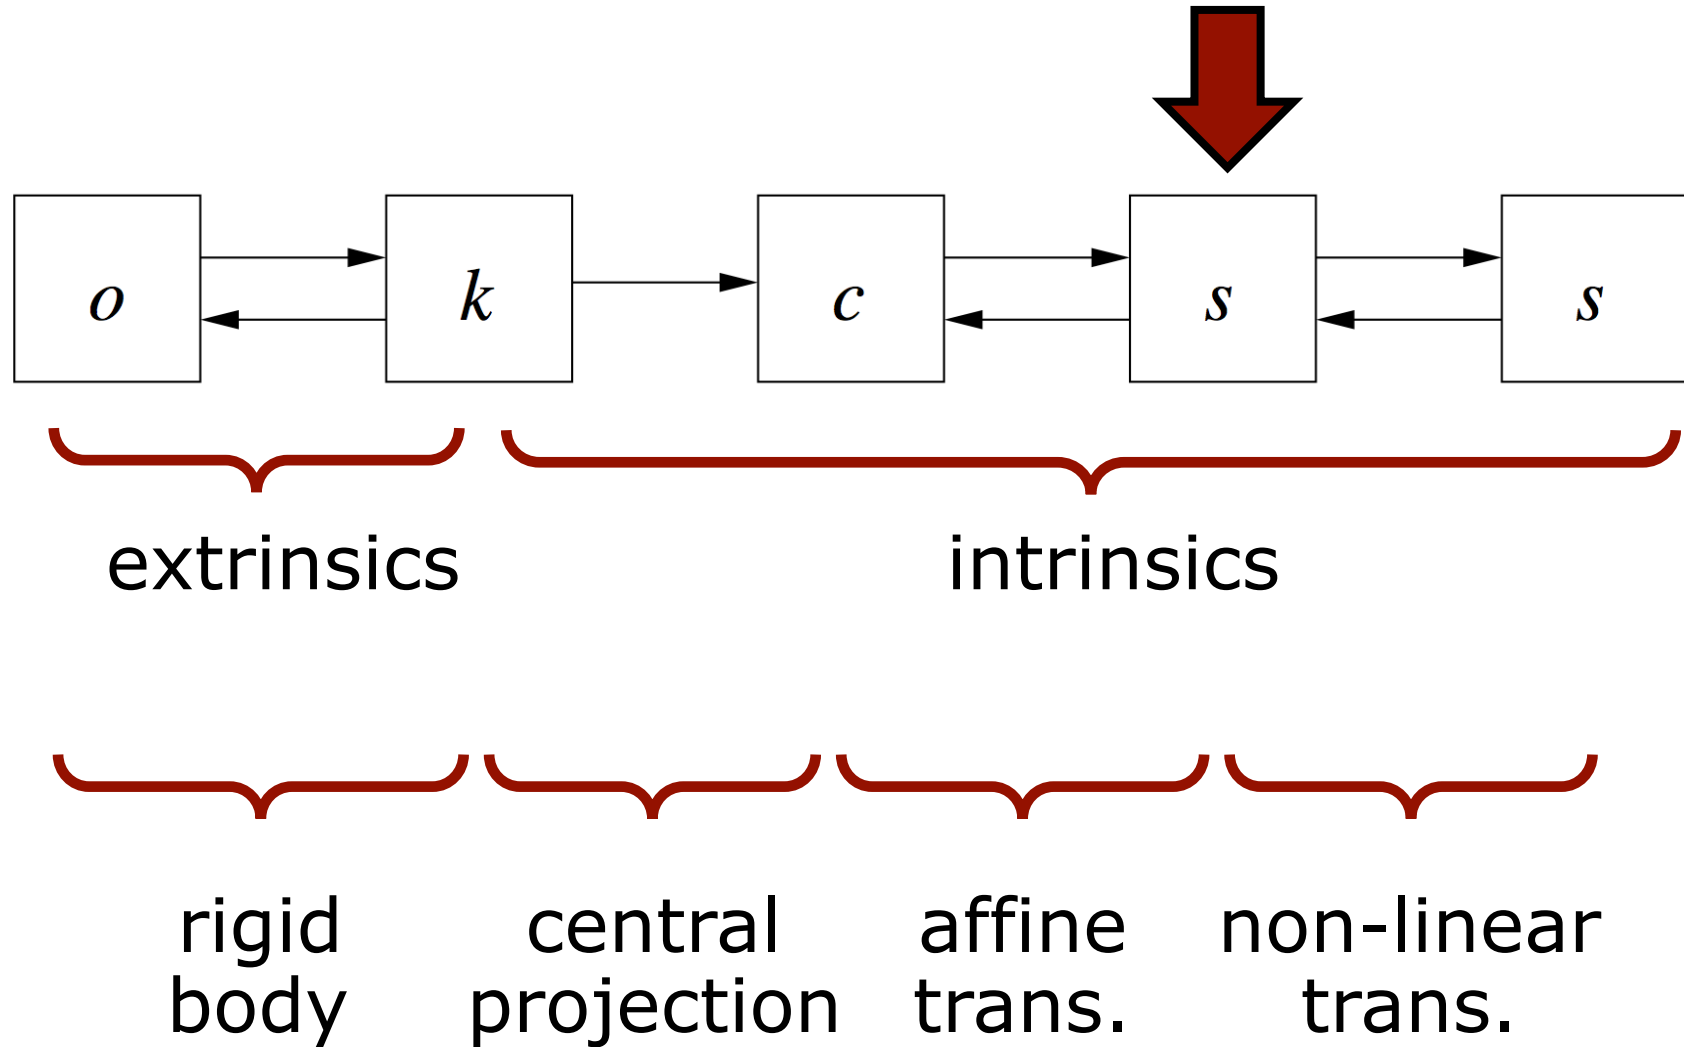 o k c s s
extrinsics intrinsics
rigid central affine non-linear
body projection trans. trans.